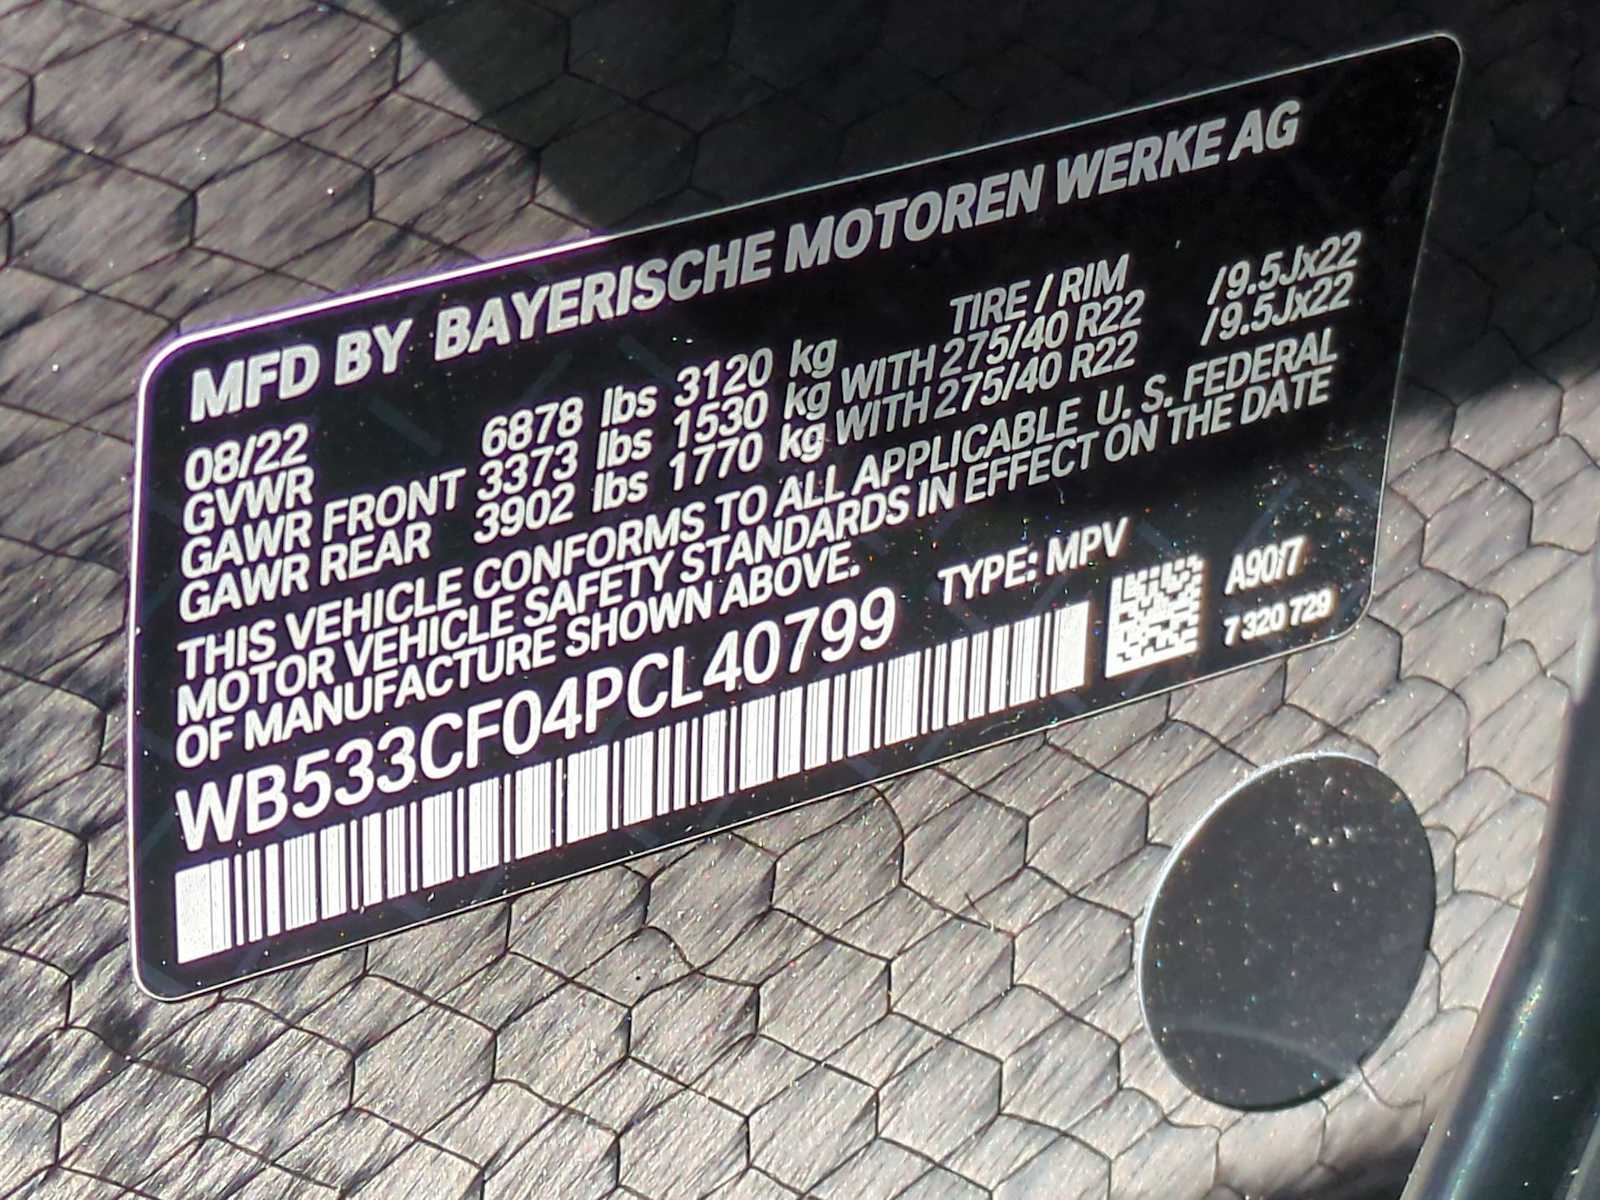 MFD BY BAYERISCHE MOTOREN WERKE AG
08/22 TIRE / RIM
GVWR 6878 lbs 3120 kg
GAWR FRONT 3373 lbs 1530 kg WITH 275/40 R22 /9.5Jx22
GAWR REAR 3902 lbs 1770 kg WITH 275/40 R22 /9.5Jx22
THIS VEHICLE CONFORMS TO ALL APPLICABLE U. S. FEDERAL
MOTOR VEHICLE SAFETY STANDARDS IN EFFECT ON THE DATE
OF MANUFACTURE SHOWN ABOVE.
WB533CF04PCL40799 TYPE: MPV
A90/7
7 320 729